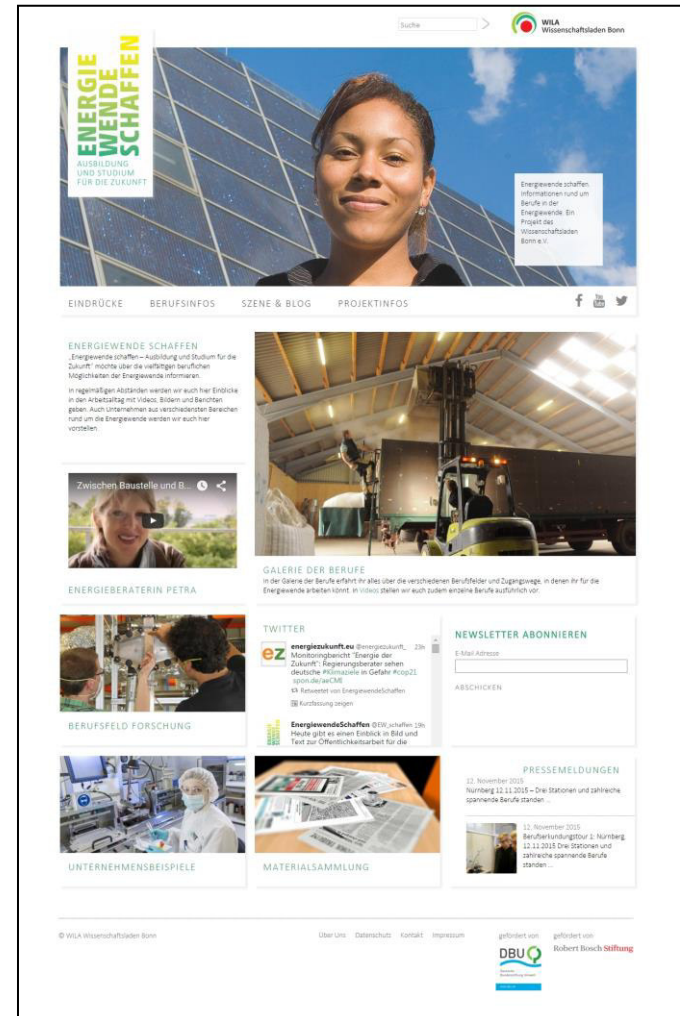 Suche
WILA
Wissenschaftsladen Bonn
ENERGIE
WENDE
SCHAFFEN
AUSBILDUNG
UND STUDIUM
FÜR DIE ZUKUNFT
Energiewende schaffen.
Informationen rund um
Berufe in der
Energiewende. Ein
Projekt des
Wissenschaftsladen
Bonn e.V.
EINDRÜCKE BERUFSINFOS SZENE & BLOG PROJEKTINFOS
ENERGIEWENDE SCHAFFEN
„Energiewende schaffen – Ausbildung und Studium für die
Zukunft" möchte über die vielfältigen beruflichen
Möglichkeiten der Energiewende informieren.
In regelmäßigen Abständen werden wir euch hier Einblicke
in den Arbeitsalltag mit Videos, Bildern und Berichten
geben. Auch Unternehmen aus verschiedensten Bereichen
rund um die Energiewende werden wir euch hier
vorstellen.
Zwischen Baustelle und B...
ENERGIEBERATERIN PETRA
GALERIE DER BERUFE
In der Galerie der Berufe erfahrt ihr alles über die verschiedenen Berufsfelder und Zugangswege, in denen ihr für die
Energiewende arbeiten könnt. In Videos stellen wir euch zudem einzelne Berufe ausführlich vor.
BERUFSFELD FORSCHUNG
TWITTER
ez
energiezukunft.eu @energiezukunft_ 23h
Monitoringbericht "Energie der
Zukunft": Regierungsberater sehen
deutsche #Klimaziele in Gefahr #cop21
spon.de/aeCME
Retweetet von EnergiewendeSchaffen
Kurzfassung zeigen
EnergiewendeSchaffen @EW_schaffen 19h
Heute gibt es einen Einblick in Bild und
Text zur Öffentlichkeitsarbeit für die
NEWSLETTER ABONNIEREN
E-Mail Adresse
ABSCHICKEN
UNTERNEHMENSBEISPIELE
MATERIALSAMMLUNG
PRESSEMELDUNGEN
12. November 2015
Nürnberg 12.11.2015 – Drei Stationen und zahlreiche
spannende Berufe standen ...
12. November 2015
Berufserkundungstour 1: Nürnberg,
12.11.2015 Drei Stationen und
zahlreiche spannende Berufe
standen ...
© WILA Wissenschaftsladen Bonn
Über Uns Datenschutz Kontakt Impressum
gefördert von
DBU
gefördert von
Robert Bosch Stiftung